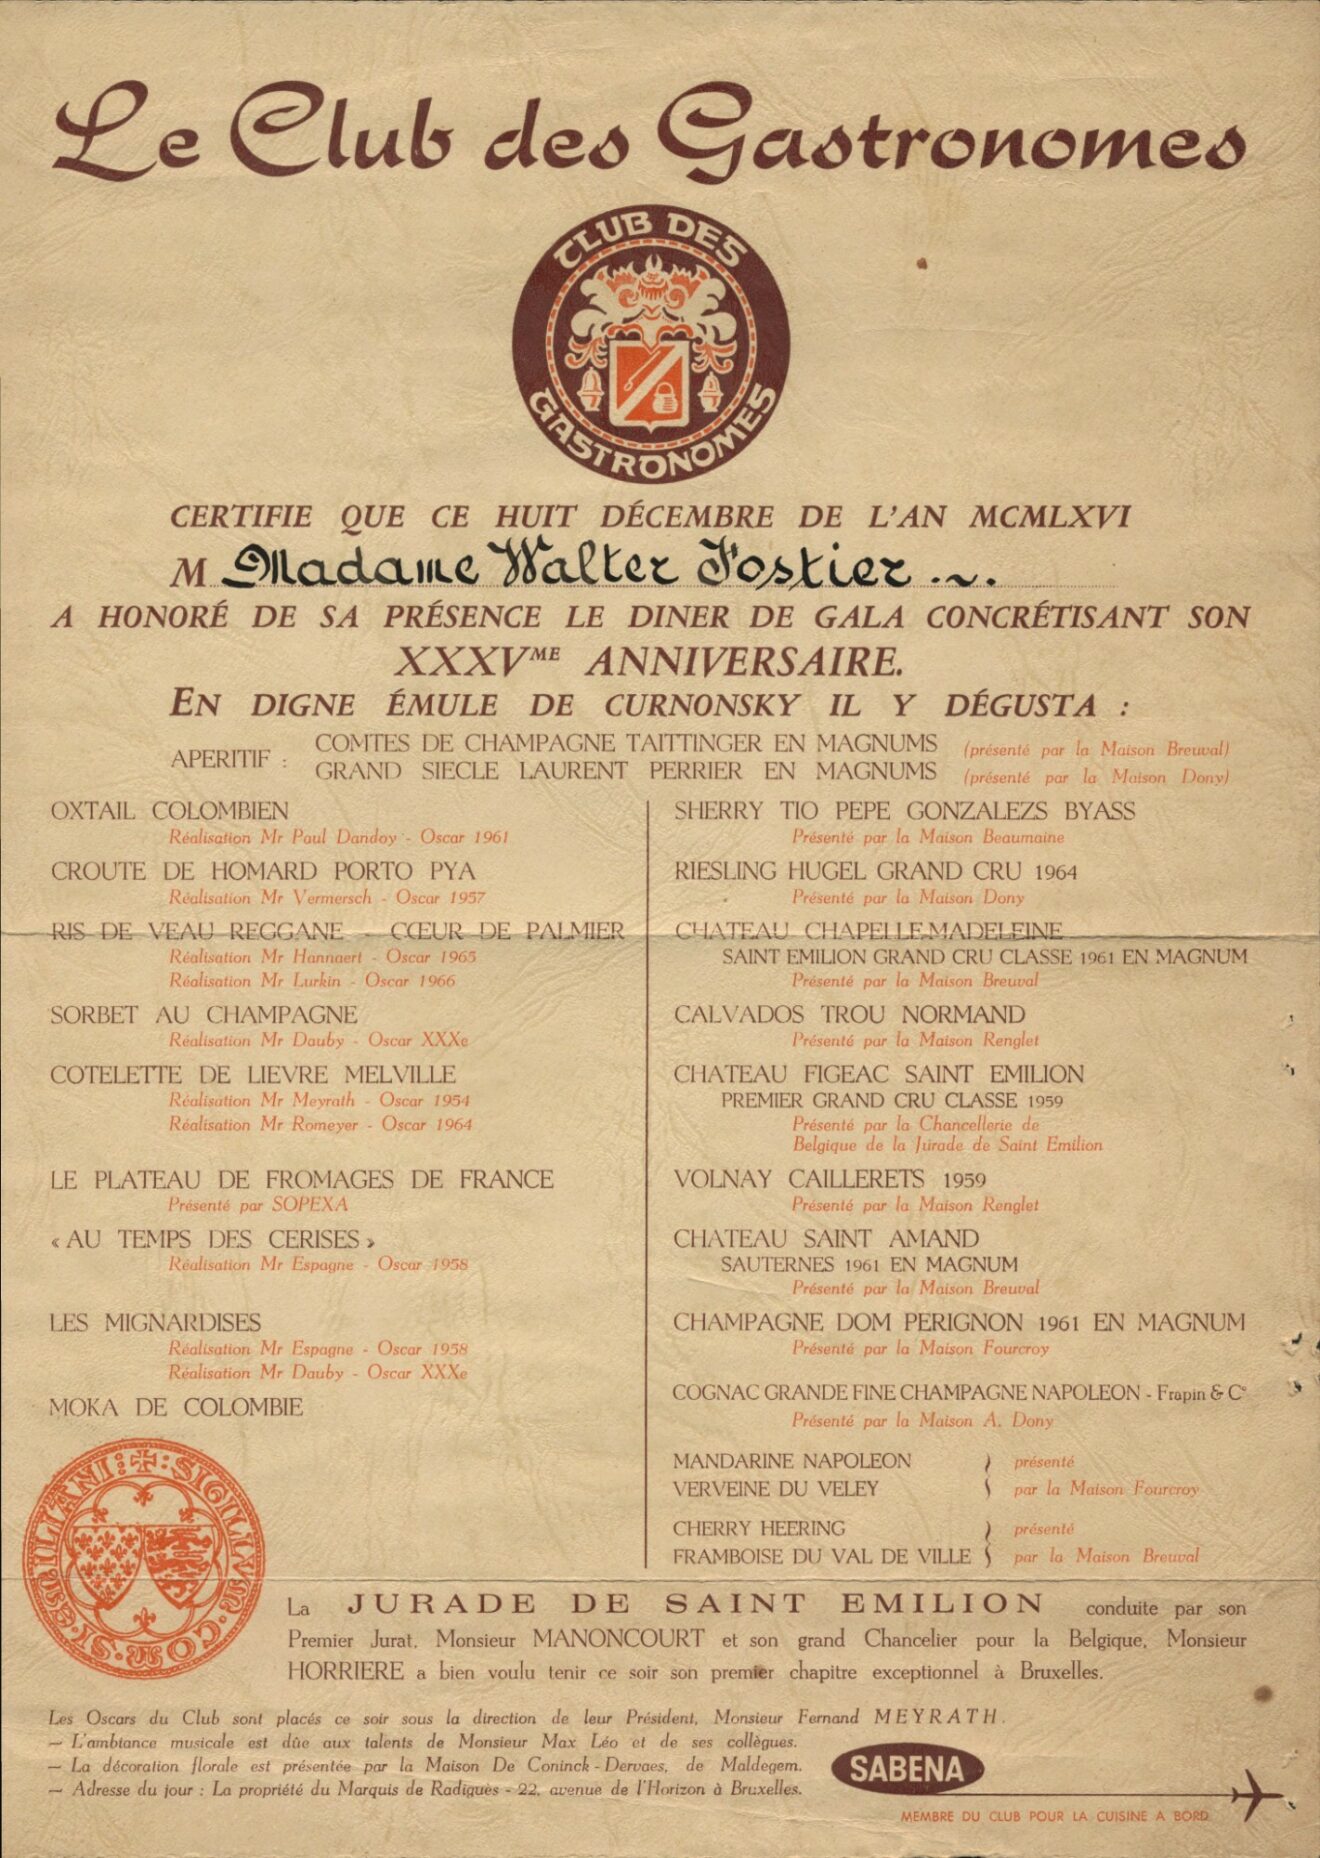 Le Club des Gastronomes
CLUB DES
GASTRONOMES
CERTIFIE QUE CE HUIT DÉCEMBRE DE L'AN MCMLXVI
M Madame Walter Fostier .~.
A HONORÉ DE SA PRÉSENCE LE DINER DE GALA CONCRÉTISANT SON
XXXVME ANNIVERSAIRE.
EN DIGNE ÉMULE DE CURNONSKY IL Y DÉGUSTA :
APERITIF :
COMTES DE CHAMPAGNE TAITTINGER EN MAGNUMS (présenté par la Maison Breuval)
GRAND SIECLE LAURENT PERRIER EN MAGNUMS (présenté par la Maison Dony)
OXTAIL COLOMBIEN
Réalisation Mr Paul Dandoy - Oscar 1961
CROUTE DE HOMARD PORTO PYA
Réalisation Mr Vermersch - Oscar 1957
RIS DE VEAU REGGANE - CŒUR DE PALMIER
Réalisation Mr Hannaert - Oscar 1965
Réalisation Mr Lurkin - Oscar 1966
SORBET AU CHAMPAGNE
Réalisation Mr Dauby - Oscar XXXe
COTELETTE DE LIEVRE MELVILLE
Réalisation Mr Meyrath - Oscar 1954
Réalisation Mr Romeyer - Oscar 1964
LE PLATEAU DE FROMAGES DE FRANCE
Présenté par SOPEXA
« AU TEMPS DES CERISES »
Réalisation Mr Espagne - Oscar 1958
LES MIGNARDISES
Réalisation Mr Espagne - Oscar 1958
Réalisation Mr Dauby - Oscar XXXe
MOKA DE COLOMBIE
SHERRY TIO PEPE GONZALEZS BYASS
Présenté par la Maison Beaumaine
RIESLING HUGEL GRAND CRU 1964
Présenté par la Maison Dony
CHATEAU CHAPELLE-MADELEINE
SAINT EMILION GRAND CRU CLASSE 1961 EN MAGNUM
Présenté par la Maison Breuval
CALVADOS TROU NORMAND
Présenté par la Maison Renglet
CHATEAU FIGEAC SAINT EMILION
PREMIER GRAND CRU CLASSE 1959
Présenté par la Chancellerie de
Belgique de la Jurade de Saint Emilion
VOLNAY CAILLERETS 1959
Présenté par la Maison Renglet
CHATEAU SAINT AMAND
SAUTERNES 1961 EN MAGNUM
Présenté par la Maison Breuval
CHAMPAGNE DOM PERIGNON 1961 EN MAGNUM
Présenté par la Maison Fourcroy
COGNAC GRANDE FINE CHAMPAGNE NAPOLEON - Frapin & Cº
Présenté par la Maison A. Dony
MANDARINE NAPOLEON } présenté
VERVEINE DU VELEY } par la Maison Fourcroy
CHERRY HEERING } présenté
FRAMBOISE DU VAL DE VILLE } par la Maison Breuval
SIGILLVM COM SI EMILIANI
La JURADE DE SAINT EMILION conduite par son
Premier Jurat, Monsieur MANONCOURT et son grand Chancelier pour la Belgique, Monsieur
HORRIERE a bien voulu tenir ce soir son premier chapitre exceptionnel à Bruxelles.
Les Oscars du Club sont placés ce soir sous la direction de leur Président, Monsieur Fernand MEYRATH.
— L'ambiance musicale est dûe aux talents de Monsieur Max Léo et de ses collègues.
— La décoration florale est présentée par la Maison De Coninck - Dervaes, de Maldegem.
— Adresse du jour : La propriété du Marquis de Radiguès - 22, avenue de l'Horizon à Bruxelles.
SABENA
MEMBRE DU CLUB POUR LA CUISINE A BORD